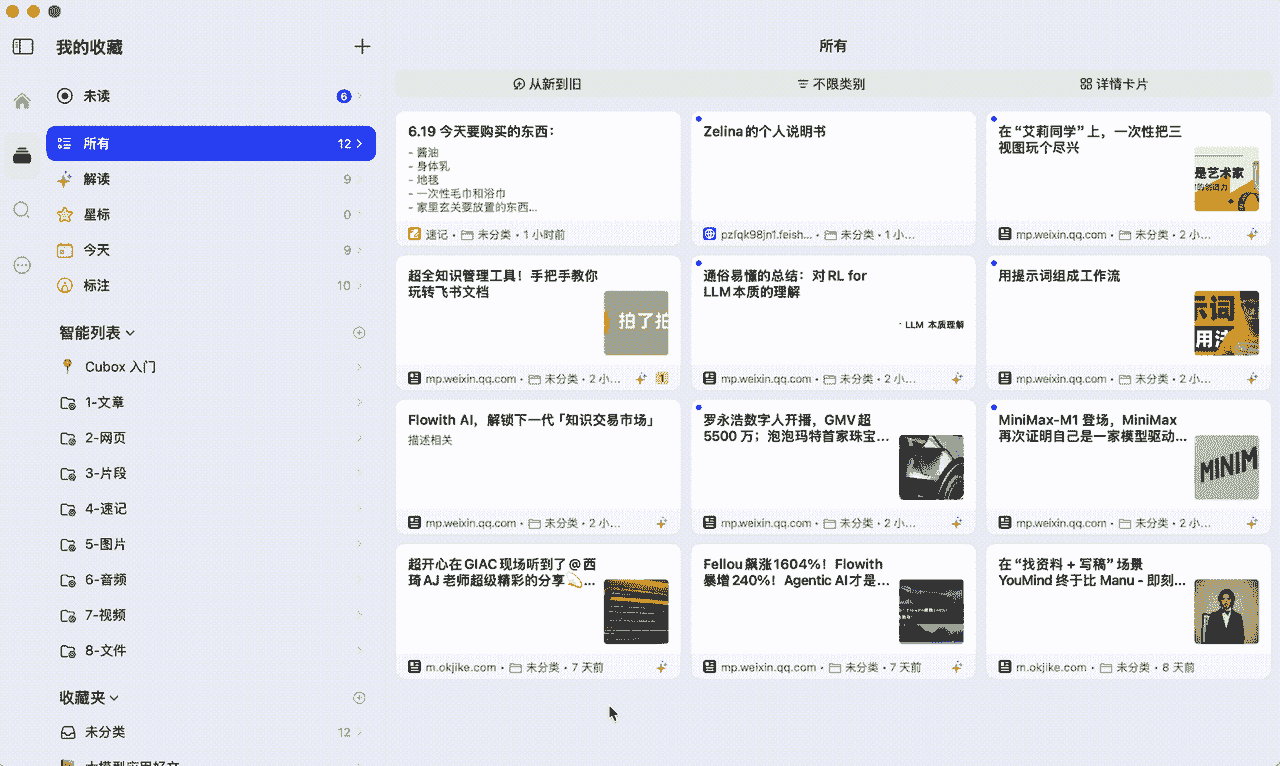 我的收藏
未读
6
所有
12
解读
9
星标
0
今天
9
标注
10
智能列表
Cubox 入门
1-文章
2-网页
3-片段
4-速记
5-图片
6-音频
7-视频
8-文件
收藏夹
未分类
12
所有
从新到旧
不限类别
详情卡片
6.19 今天要购买的东西：
- 酱油
- 身体乳
- 地毯
- 一次性毛巾和浴巾
- 家里玄关要放置的东西...
速记 · 未分类 · 1 小时前
Zelina的个人说明书
pzfqk98jn1.feish... · 未分类 · 1 小...
在“艾莉同学”上，一次性把三
视图玩个尽兴
是艺术家
mp.weixin.qq.com · 未分类 · 2 小...
超全知识管理工具！手把手教你
玩转飞书文档
拍了拍
mp.weixin.qq.com · 未分类 · 2 小...
通俗易懂的总结：对 RL for
LLM 本质的理解
LLM 本质理解
mp.weixin.qq.com · 未分类 · 2 小...
用提示词组成工作流
示词
用法
mp.weixin.qq.com · 未分类 · 2 小...
Flowith AI，解锁下一代「知识交易市场」
描述相关
mp.weixin.qq.com · 未分类 · 2 小...
罗永浩数字人开播，GMV 超
5500 万；泡泡玛特首家珠宝...
mp.weixin.qq.com · 未分类 · 2 小...
MiniMax-M1 登场，MiniMax
再次证明自己是一家模型驱动...
MINIM
mp.weixin.qq.com · 未分类 · 2 小...
超开心在 GIAC 现场听到了 @西
琦AJ 老师超级精彩的分享...
m.okjike.com · 未分类 · 7 天前
Fellou 飙涨 1604%！Flowith
暴增 240%！Agentic AI才是...
mp.weixin.qq.com · 未分类 · 7 天前
在“找资料 + 写稿”场景
YouMind 终于比 Manu - 即刻...
m.okjike.com · 未分类 · 8 天前